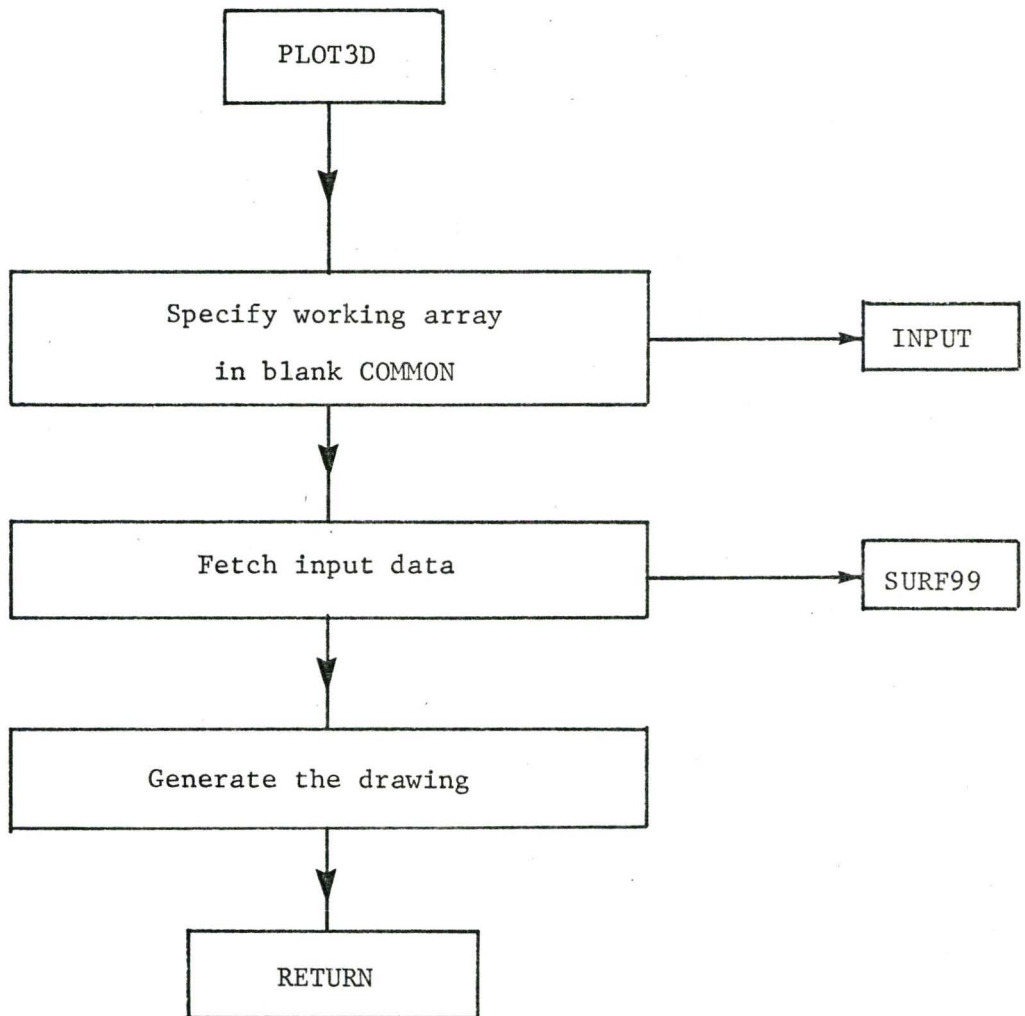 PLOT3D
Specify working array
in blank COMMON
INPUT
Fetch input data
SURF99
Generate the drawing
RETURN